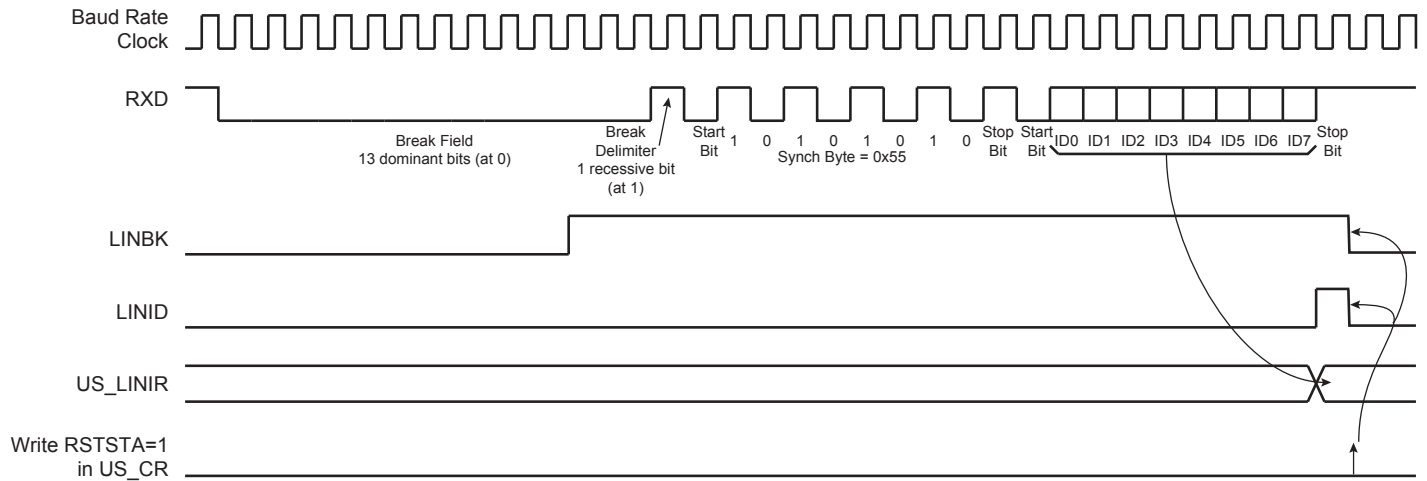 Baud Rate
Clock
RXD
Break Field
13 dominant bits (at 0)
Break
Delimiter
1 recessive bit
(at 1)
Start
Bit
1 0 1 0 1 0 1 0
Synch Byte = 0x55
Stop
Bit
Start
Bit
ID0 ID1 ID2 ID3 ID4 ID5 ID6 ID7
Stop
Bit
LINBK
LINID
US_LINIR
Write RSTSTA=1
in US_CR